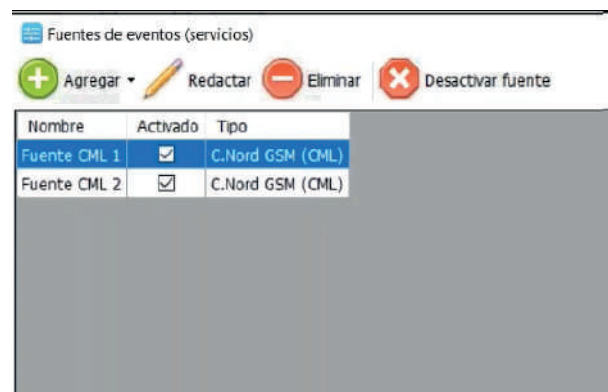 Fuentes de eventos (servicios)
Agregar Redactar Eliminar Desactivar fuente
Nombre Activado Tipo
Fuente CML 1 C.Nord GSM (CML)
Fuente CML 2 C.Nord GSM (CML)